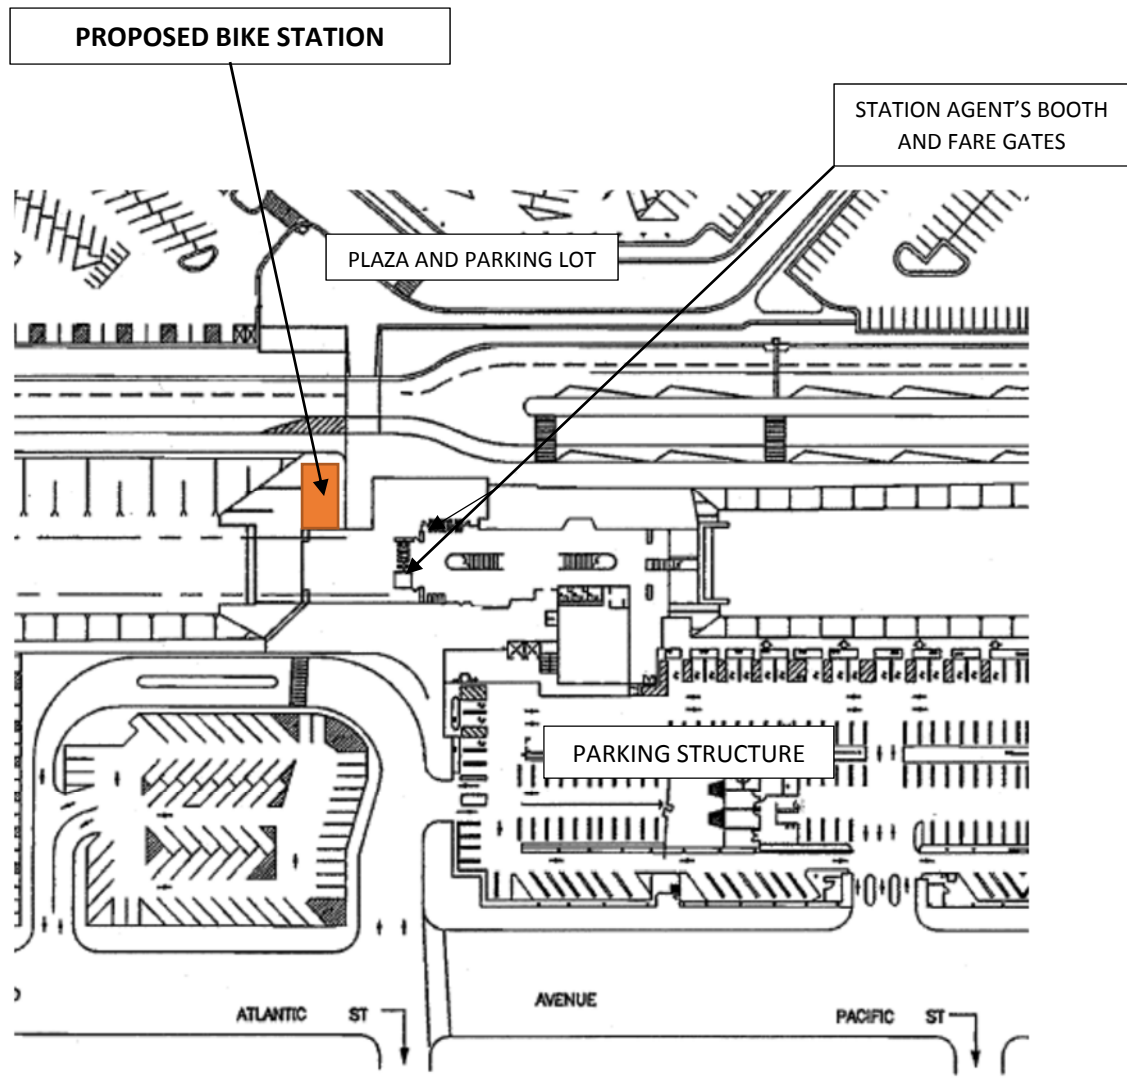 PROPOSED BIKE STATION
STATION AGENT’S BOOTH
AND FARE GATES
PLAZA AND PARKING LOT
PARKING STRUCTURE
ATLANTIC ST
AVENUE
PACIFIC ST